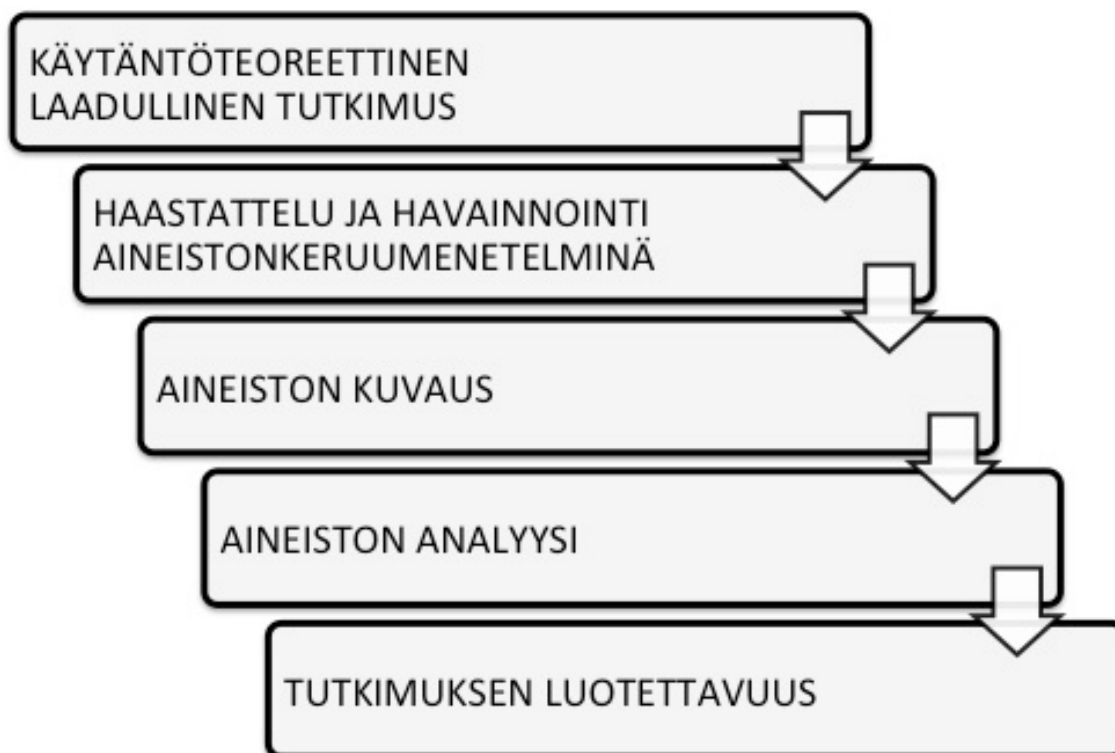 KÄYTÄNTÖTEOREETTINEN
LAADULLINEN TUTKIMUS
HAASTATTELU JA HAVAINNOINTI
AINEISTONKERUUMENETELMINÄ
AINEISTON KUVAUS
AINEISTON ANALYYSI
TUTKIMUKSEN LUOTETTAVUUS